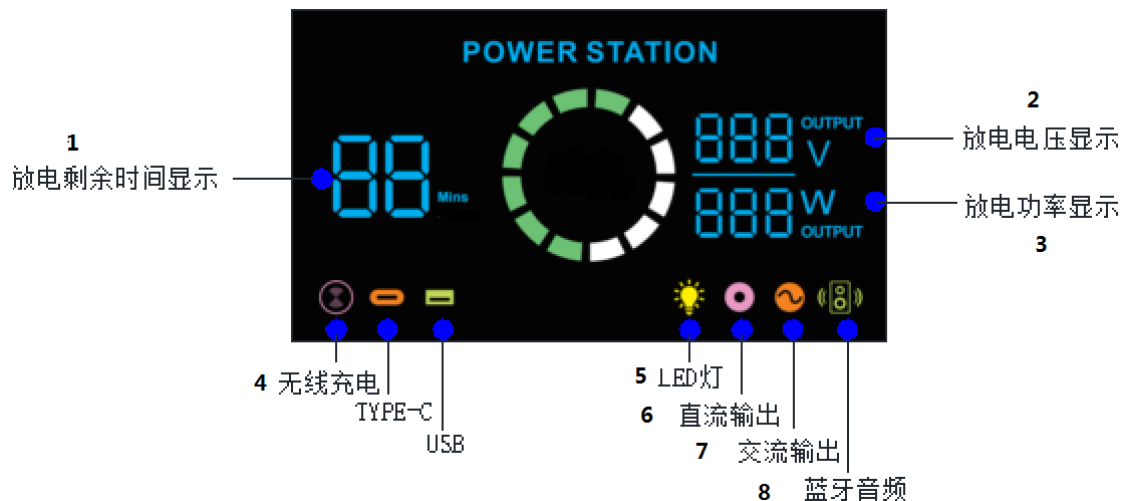 POWER STATION
1
放电剩余时间显示
88
Mins
888
OUTPUT
V
2
放电电压显示
888
W
OUTPUT
放电功率显示
3
4 无线充电
TYPE-C
USB
5 LED灯
6 直流输出
7 交流输出
8 蓝牙音频